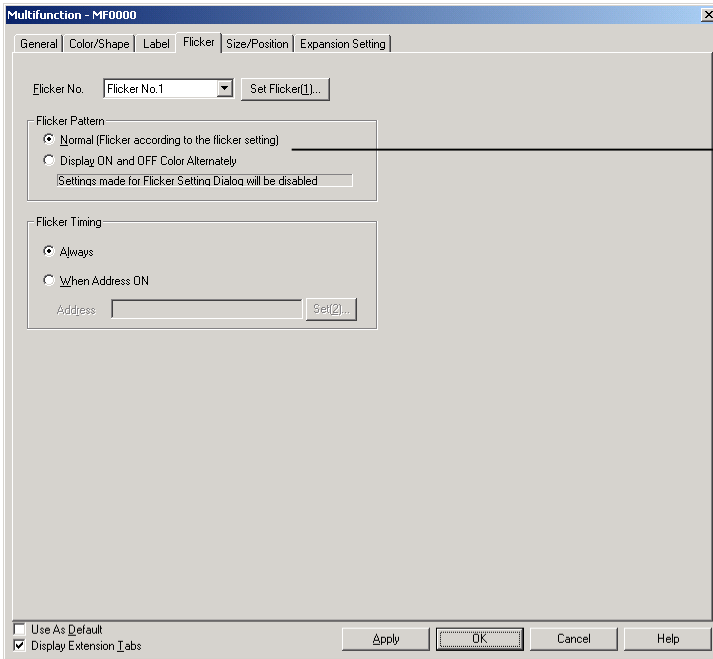 Multifunction - MF0000
General Color/Shape Label Flicker Size/Position Expansion Setting
Flicker No. Flicker No.1 Set Flicker(1)...
Flicker Pattern
Normal (Flicker according to the flicker setting)
Display ON and OFF Color Alternately
Settings made for Flicker Setting Dialog will be disabled
Flicker Timing
Always
When Address ON
Address Set(2)...
Use As Default
Display Extension Tabs
Apply OK Cancel Help